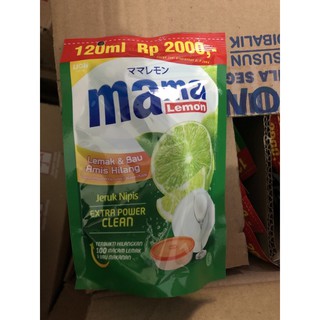 120ml Rp 2000,-
ママレモン
mama
Lemon
Lemak & Bau
Amis Hilang
Jeruk Nipis
EXTRA POWER
CLEAN
TERBUKTI HILANGKAN
100 MACAM LEMAK
SUSUN
DIBALIK